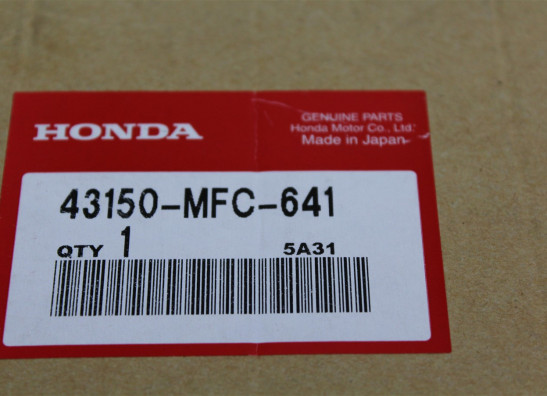 HONDA
GENUINE PARTS
Honda Motor Co., Ltd.
Made in Japan
43150-MFC-641
QTY 1 5A31